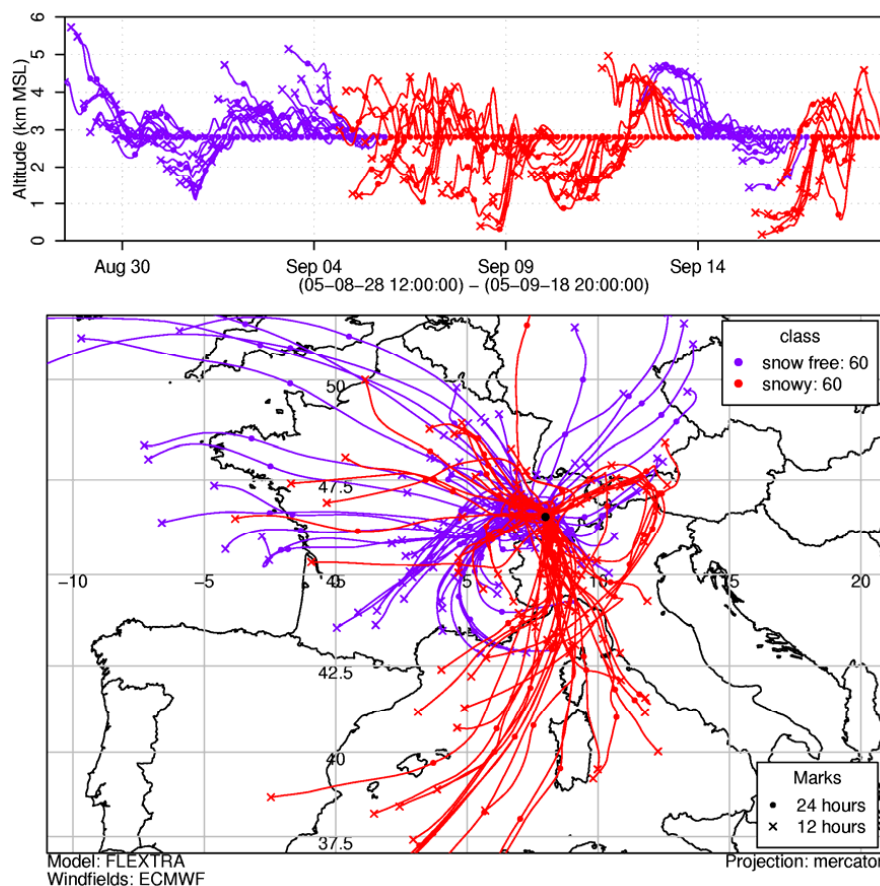 6
5
4
3
2
1
0
Altitude (km MSL)
Aug 30 Sep 04 Sep 09 Sep 14
(05-08-28 12:00:00) - (05-09-18 20:00:00)
class
snow free: 60
snowy: 60
50
47.5
-10 -5 45 5 10 15 20
42.5
40
37.5
Marks
24 hours
12 hours
Model: FLEXTRA Projection: mercator
Windfields: ECMWF